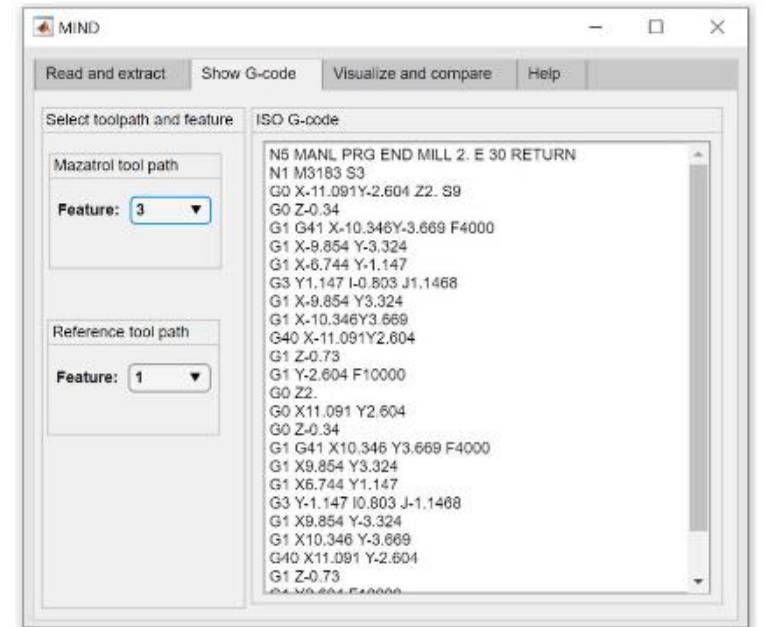 MIND
Read and extract
Show G-code
Visualize and compare
Help
Select toolpath and feature
Mazatrol tool path
Feature: 3
Reference tool path
Feature: 1
ISO G-code
N5 MANL PRG END MILL 2. E 30 RETURN
N1 M3183 S3
G0 X-11.091Y-2.604 Z2. S9
G0 Z-0.34
G1 G41 X-10.346Y-3.669 F4000
G1 X-9.854 Y-3.324
G1 X-6.744 Y-1.147
G3 Y1.147 I-0.803 J1.1468
G1 X-9.854 Y3.324
G1 X-10.346Y3.669
G40 X-11.091Y2.604
G1 Z-0.73
G1 Y-2.604 F10000
G0 Z2.
G0 X11.091 Y2.604
G0 Z-0.34
G1 G41 X10.346 Y3.669 F4000
G1 X9.854 Y3.324
G1 X6.744 Y1.147
G3 Y-1.147 I0.803 J-1.1468
G1 X9.854 Y-3.324
G1 X10.346 Y-3.669
G40 X11.091 Y-2.604
G1 Z-0.73